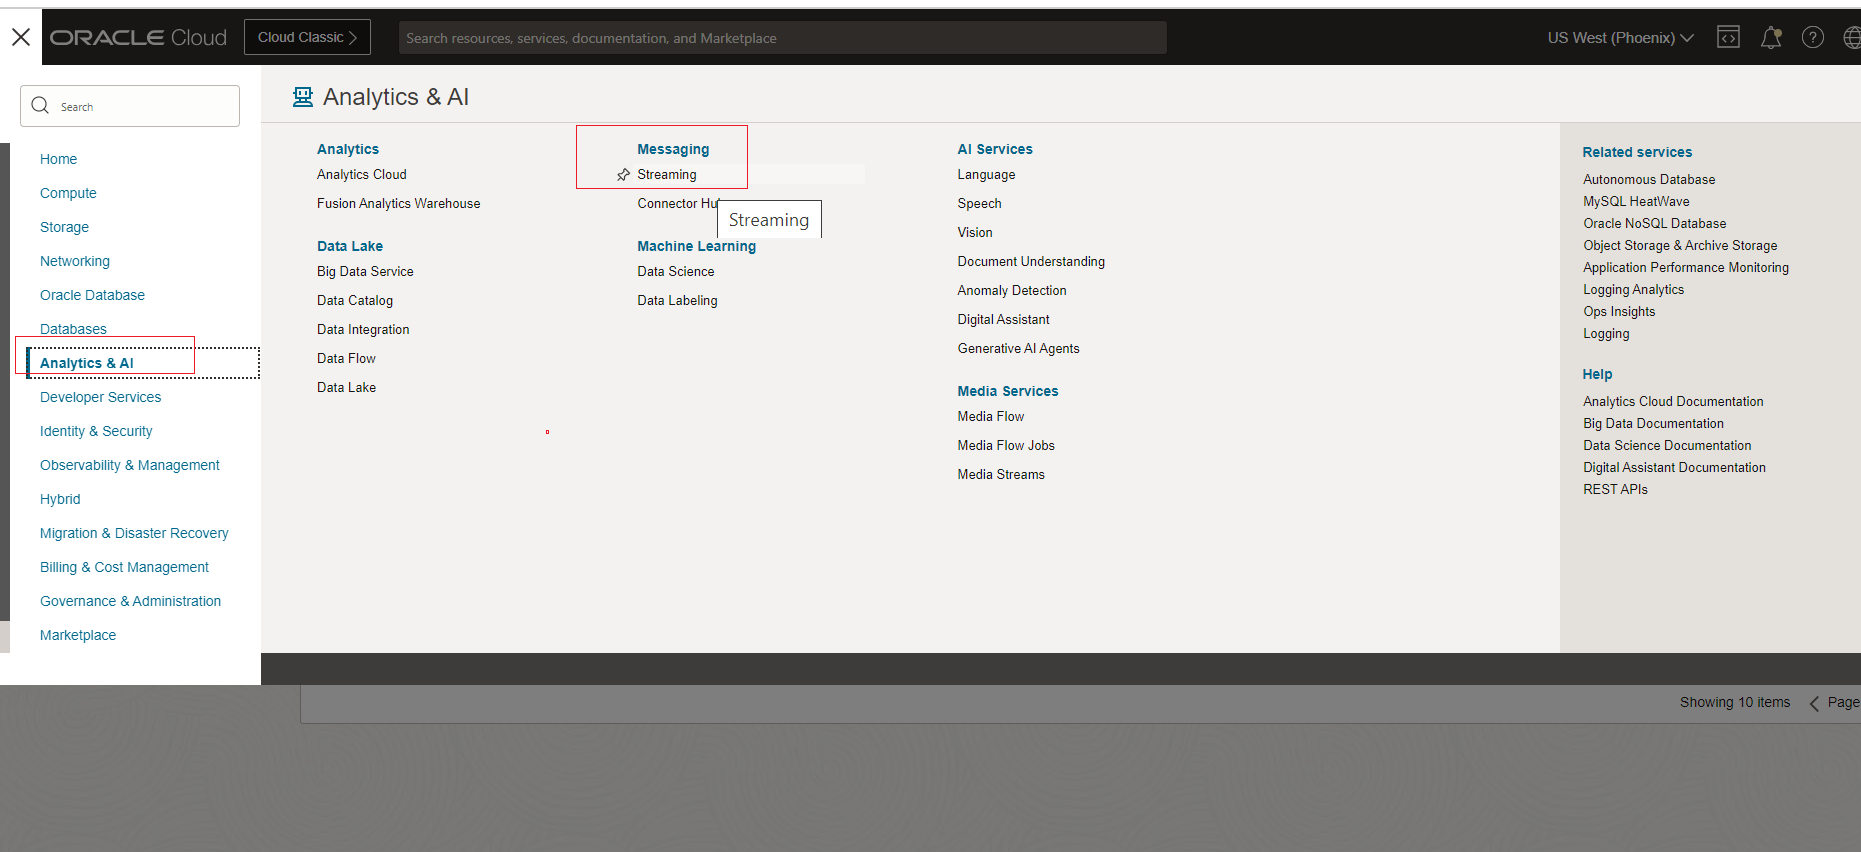 ORACLE Cloud
Cloud Classic
Search resources, services, documentation, and Marketplace
US West (Phoenix)
Search
Home
Compute
Storage
Networking
Oracle Database
Databases
Analytics & AI
Developer Services
Identity & Security
Observability & Management
Hybrid
Migration & Disaster Recovery
Billing & Cost Management
Governance & Administration
Marketplace
Analytics & AI
Analytics
Analytics Cloud
Fusion Analytics Warehouse
Data Lake
Big Data Service
Data Catalog
Data Integration
Data Flow
Data Lake
Messaging
Streaming
Connector Hu
Streaming
Machine Learning
Data Science
Data Labeling
AI Services
Language
Speech
Vision
Document Understanding
Anomaly Detection
Digital Assistant
Generative AI Agents
Media Services
Media Flow
Media Flow Jobs
Media Streams
Related services
Autonomous Database
MySQL HeatWave
Oracle NoSQL Database
Object Storage & Archive Storage
Application Performance Monitoring
Logging Analytics
Ops Insights
Logging
Help
Analytics Cloud Documentation
Big Data Documentation
Data Science Documentation
Digital Assistant Documentation
REST APIs
Showing 10 items
Page